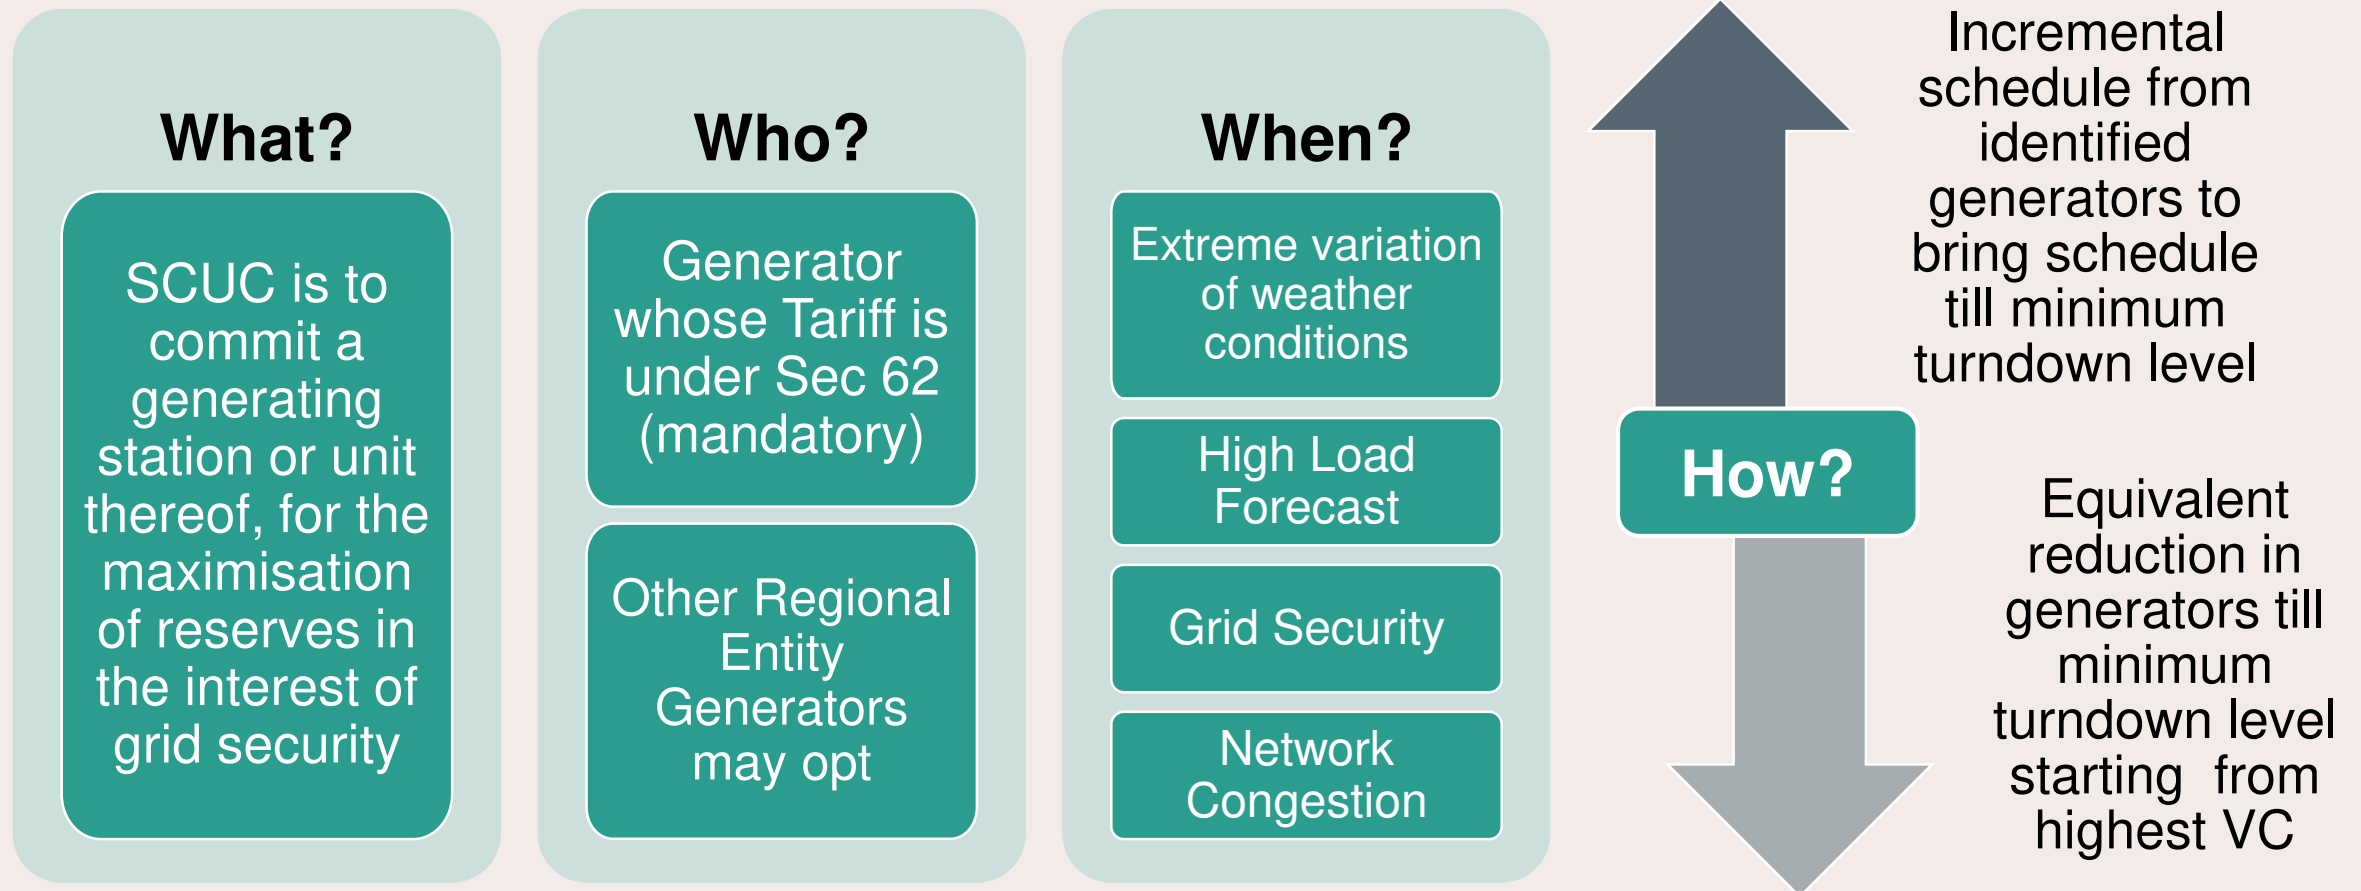 What?
SCUC is to
commit a
generating
station or unit
thereof, for the
maximisation
of reserves in
the interest of
grid security
Who?
Generator
whose Tariff is
under Sec 62
(mandatory)
Other Regional
Entity
Generators
may opt
When?
Extreme variation
of weather
conditions
High Load
Forecast
Grid Security
Network
Congestion
How?
Incremental
schedule from
identified
generators to
bring schedule
till minimum
turndown level
Equivalent
reduction in
generators till
minimum
turndown level
starting  from
highest VC